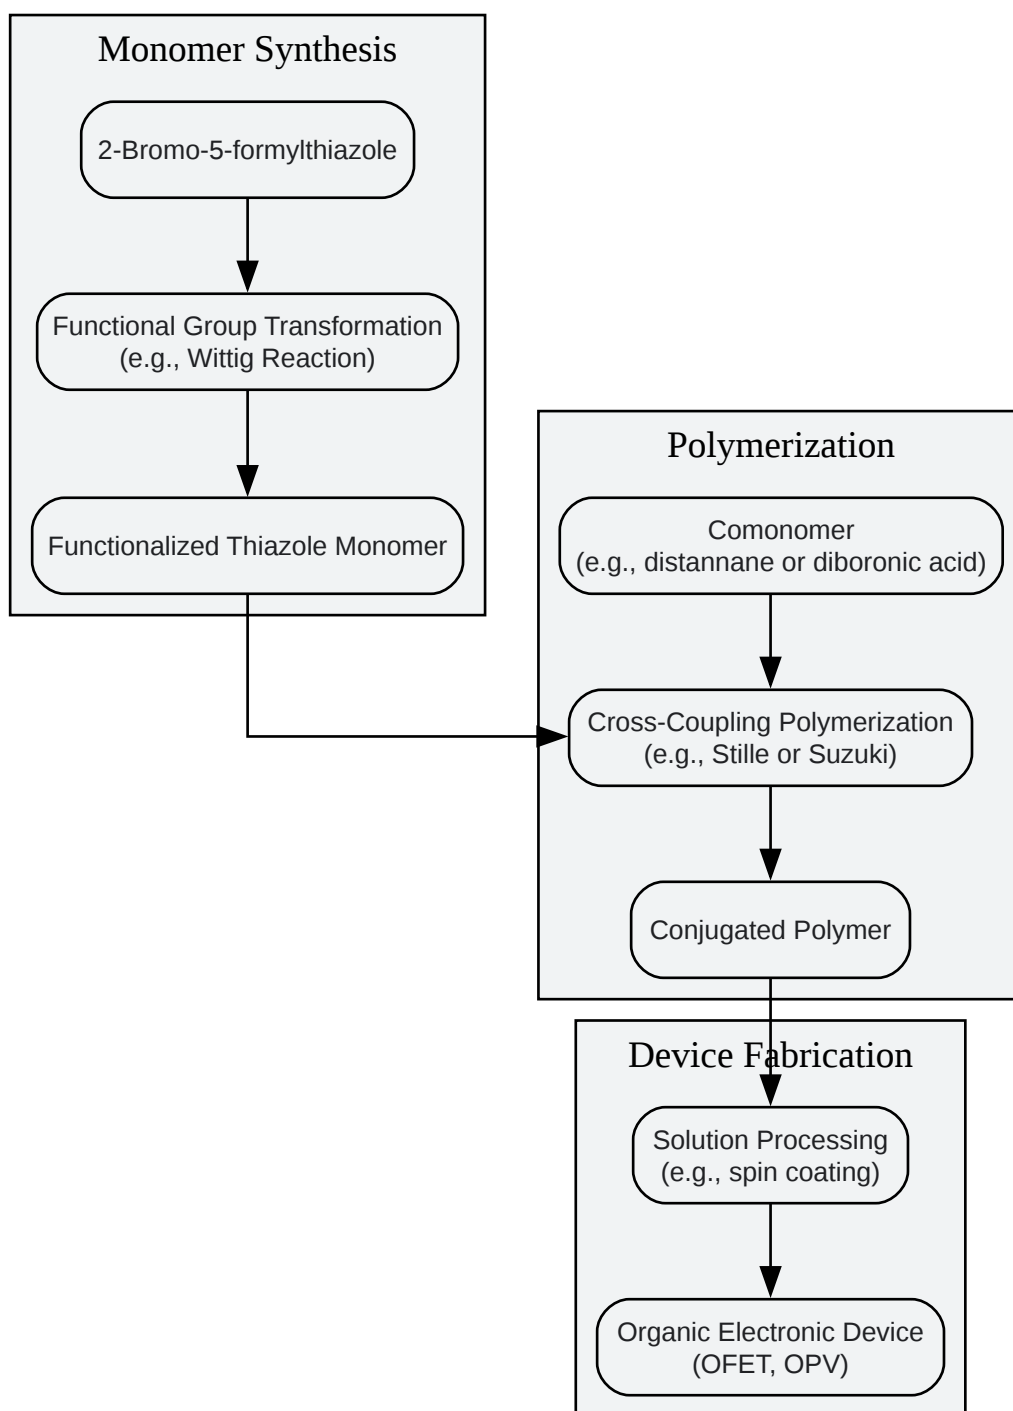 Monomer Synthesis
2-Bromo-5-formylthiazole
Functional Group Transformation
(e.g., Wittig Reaction)
Functionalized Thiazole Monomer
Polymerization
Comonomer
(e.g., distannane or diboronic acid)
Cross-Coupling Polymerization
(e.g., Stille or Suzuki)
Conjugated Polymer
Device Fabrication
Solution Processing
(e.g., spin coating)
Organic Electronic Device
(OFET, OPV)